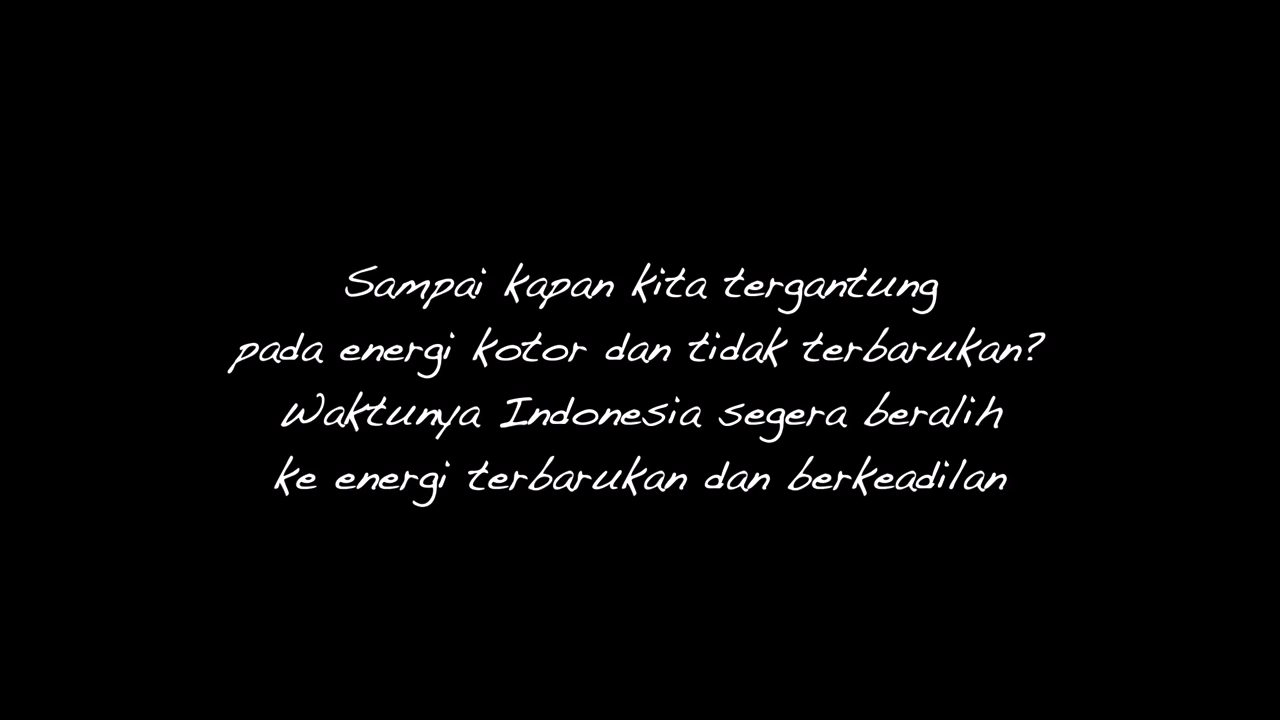 Sampai kapan kita tergantung
pada energi kotor dan tidak terbarukan?
Waktunya Indonesia segera beralih
ke energi terbarukan dan berkeadilan